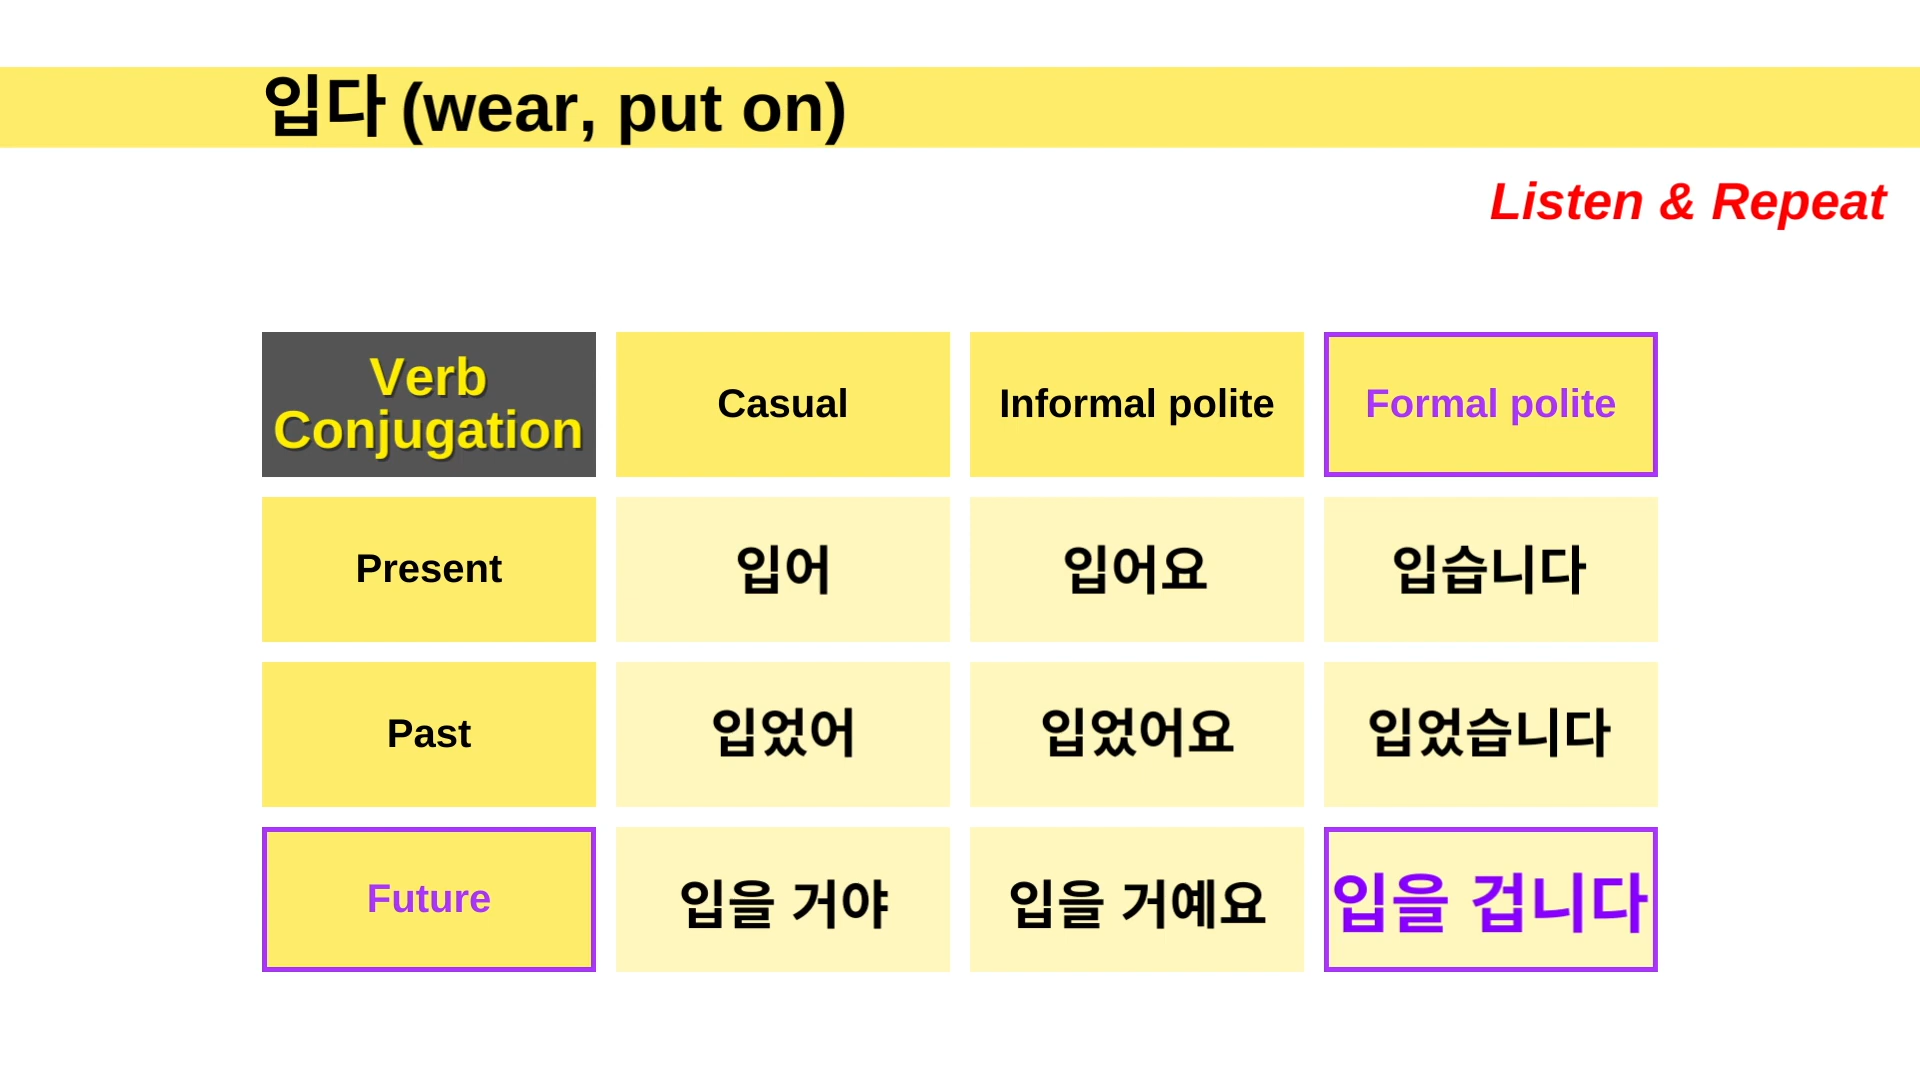 입다 (wear, put on)
Listen & Repeat
Verb
Conjugation
Casual
Informal polite
Formal polite
Present
입어
입어요
입습니다
Past
입었어
입었어요
입었습니다
Future
입을 거야
입을 거예요
입을 겁니다